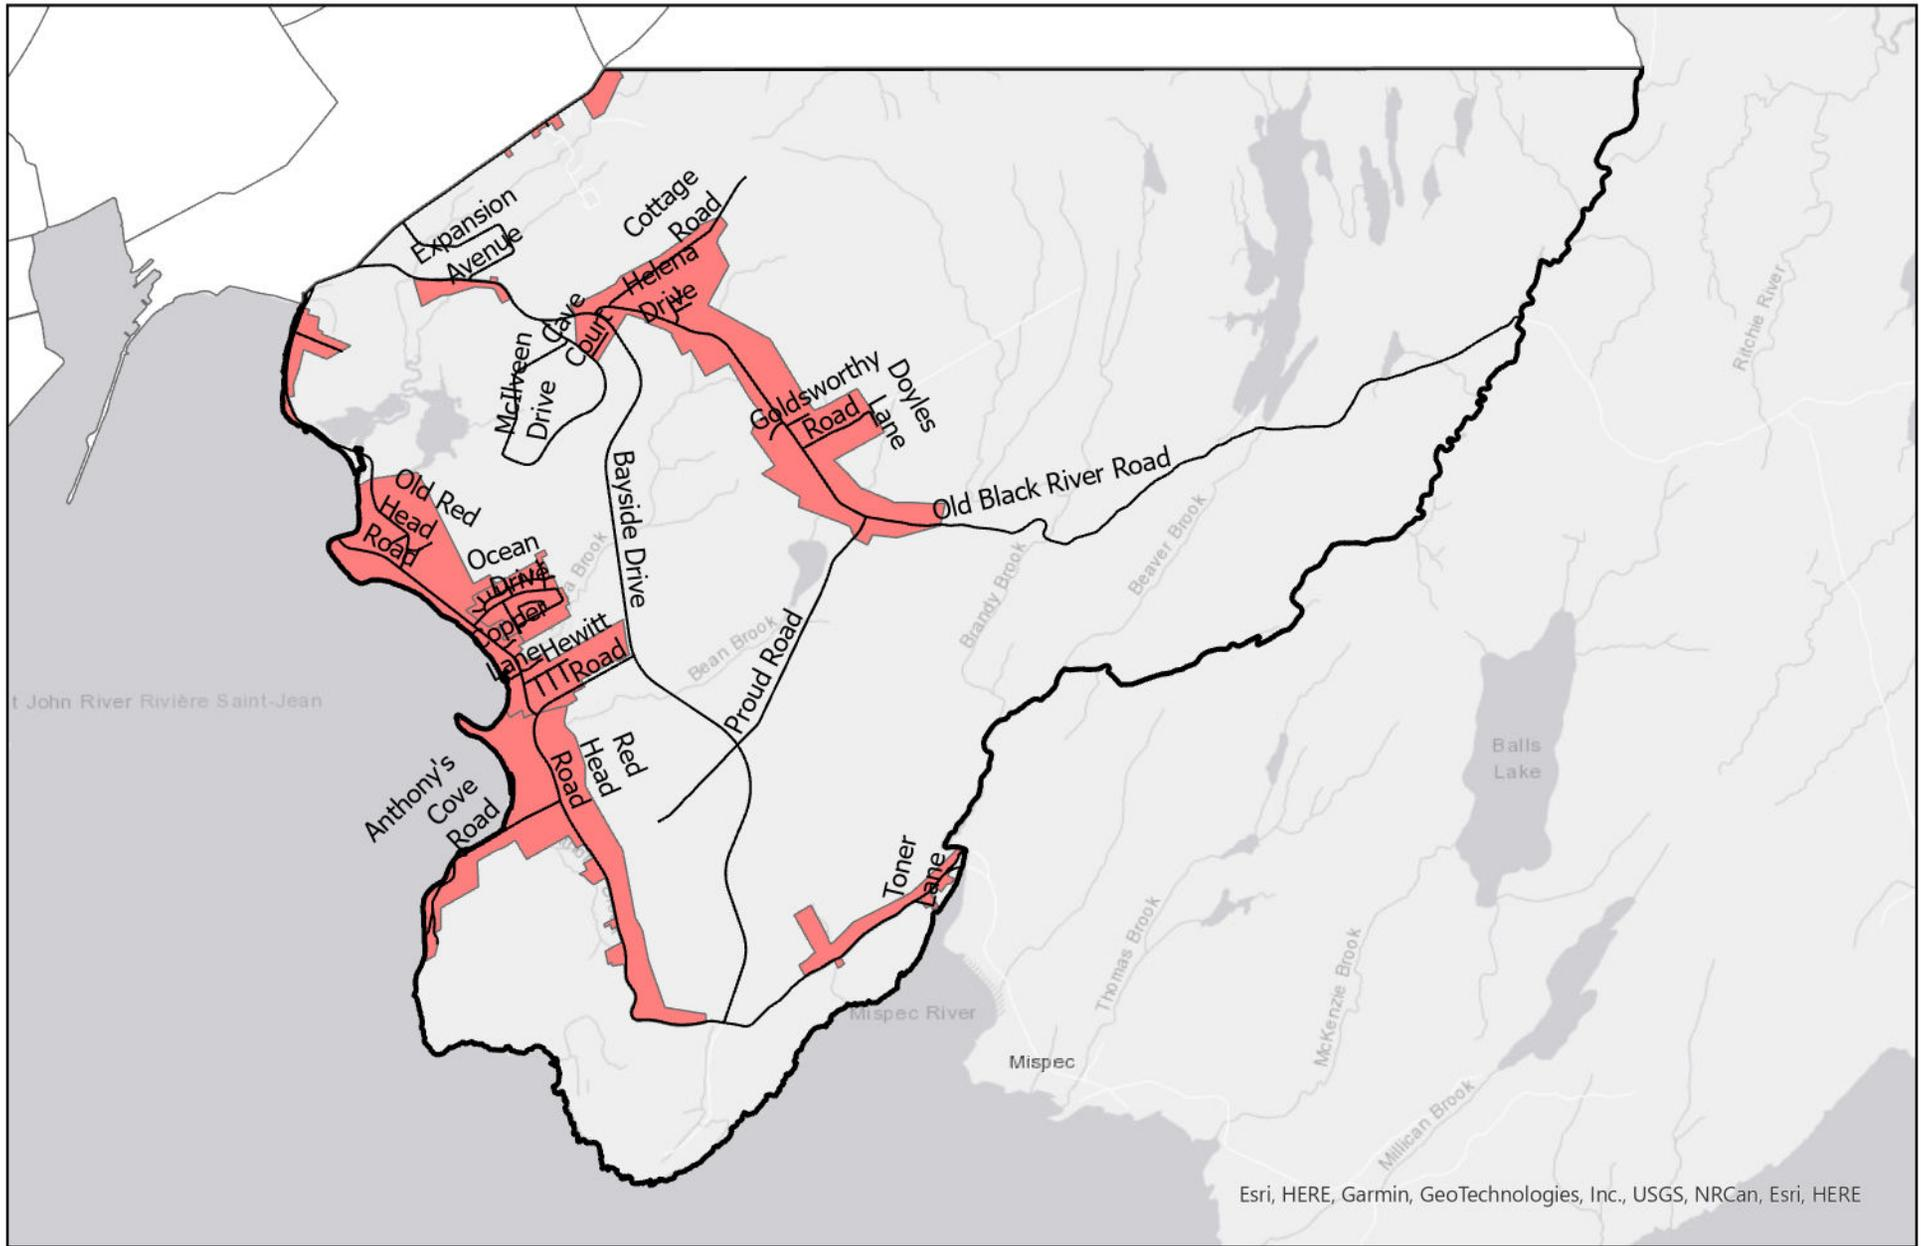 Expansion
Avenue
Cottage
Road
Helena
Drive
Cave
Court
McIlveen
Drive
Goldsworthy
Road
Doyles
Lane
Ritchie River
Old Black River Road
Bayside Drive
Old Red
Head
Road
Ocean
Drive
Copper
Lane
Hewitt
Road
Bean Brook
Proud Road
Brandy Brook
Beaver Brook
t John River Rivière Saint-Jean
Red
Head
Road
Anthony's
Cove
Road
Balls
Lake
Toner
Lane
Thomas Brook
McKenzie Brook
Mispec River
Mispec
Millican Brook
Esri, HERE, Garmin, GeoTechnologies, Inc., USGS, NRCan, Esri, HERE